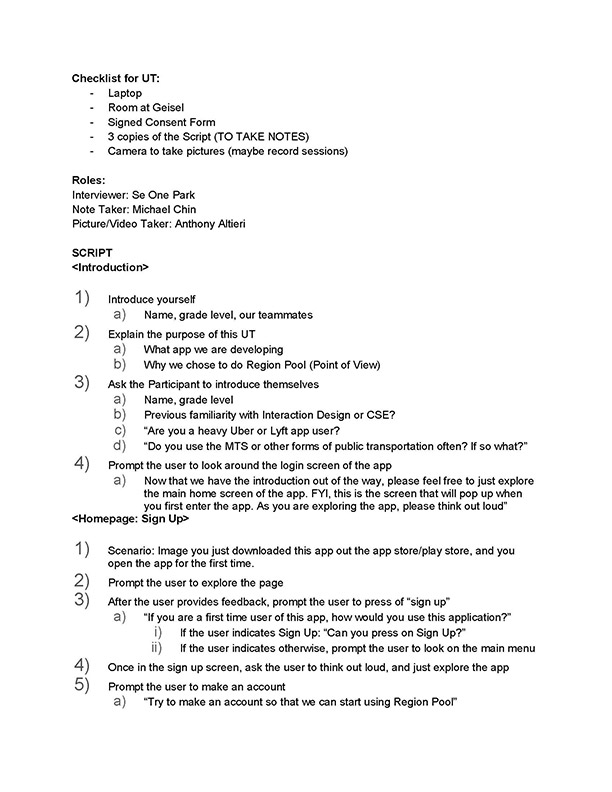 Checklist for UT:
- Laptop
- Room at Geisel
- Signed Consent Form
- 3 copies of the Script (TO TAKE NOTES)
- Camera to take pictures (maybe record sessions)
Roles:
Interviewer: Se One Park
Note Taker: Michael Chin
Picture/Video Taker: Anthony Altieri
SCRIPT
<Introduction>
1) Introduce yourself
a) Name, grade level, our teammates
2) Explain the purpose of this UT
a) What app we are developing
b) Why we chose to do Region Pool (Point of View)
3) Ask the Participant to introduce themselves
a) Name, grade level
b) Previous familiarity with Interaction Design or CSE?
c) “Are you a heavy Uber or Lyft app user?
d) “Do you use the MTS or other forms of public transportation often? If so what?”
4) Prompt the user to look around the login screen of the app
a) Now that we have the introduction out of the way, please feel free to just explore
the main home screen of the app. FYI, this is the screen that will pop up when
you first enter the app. As you are exploring the app, please think out loud”
<Homepage: Sign Up>
1) Scenario: Image you just downloaded this app out the app store/play store, and you
open the app for the first time.
2) Prompt the user to explore the page
3) After the user provides feedback, prompt the user to press of “sign up”
a) “If you are a first time user of this app, how would you use this application?”
i) If the user indicates Sign Up: “Can you press on Sign Up?”
ii) If the user indicates otherwise, prompt the user to look on the main menu
4) Once in the sign up screen, ask the user to think out loud, and just explore the app
5) Prompt the user to make an account
a) “Try to make an account so that we can start using Region Pool”